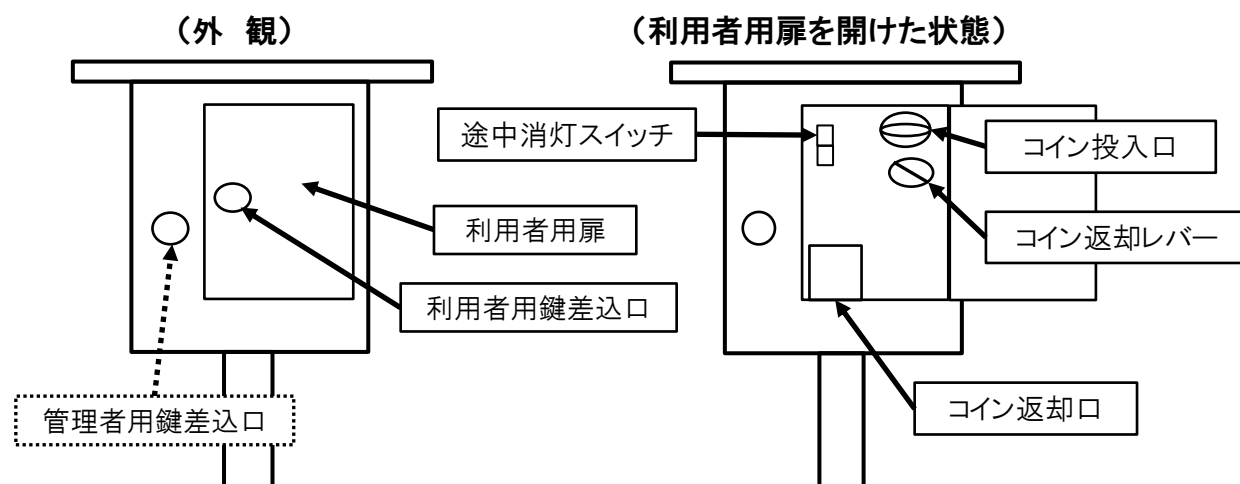 （外　観）
（利用者用扉を開けた状態）
途中消灯スイッチ
コイン投入口
利用者用扉
コイン返却レバー
利用者用鍵差込口
管理者用鍵差込口
コイン返却口